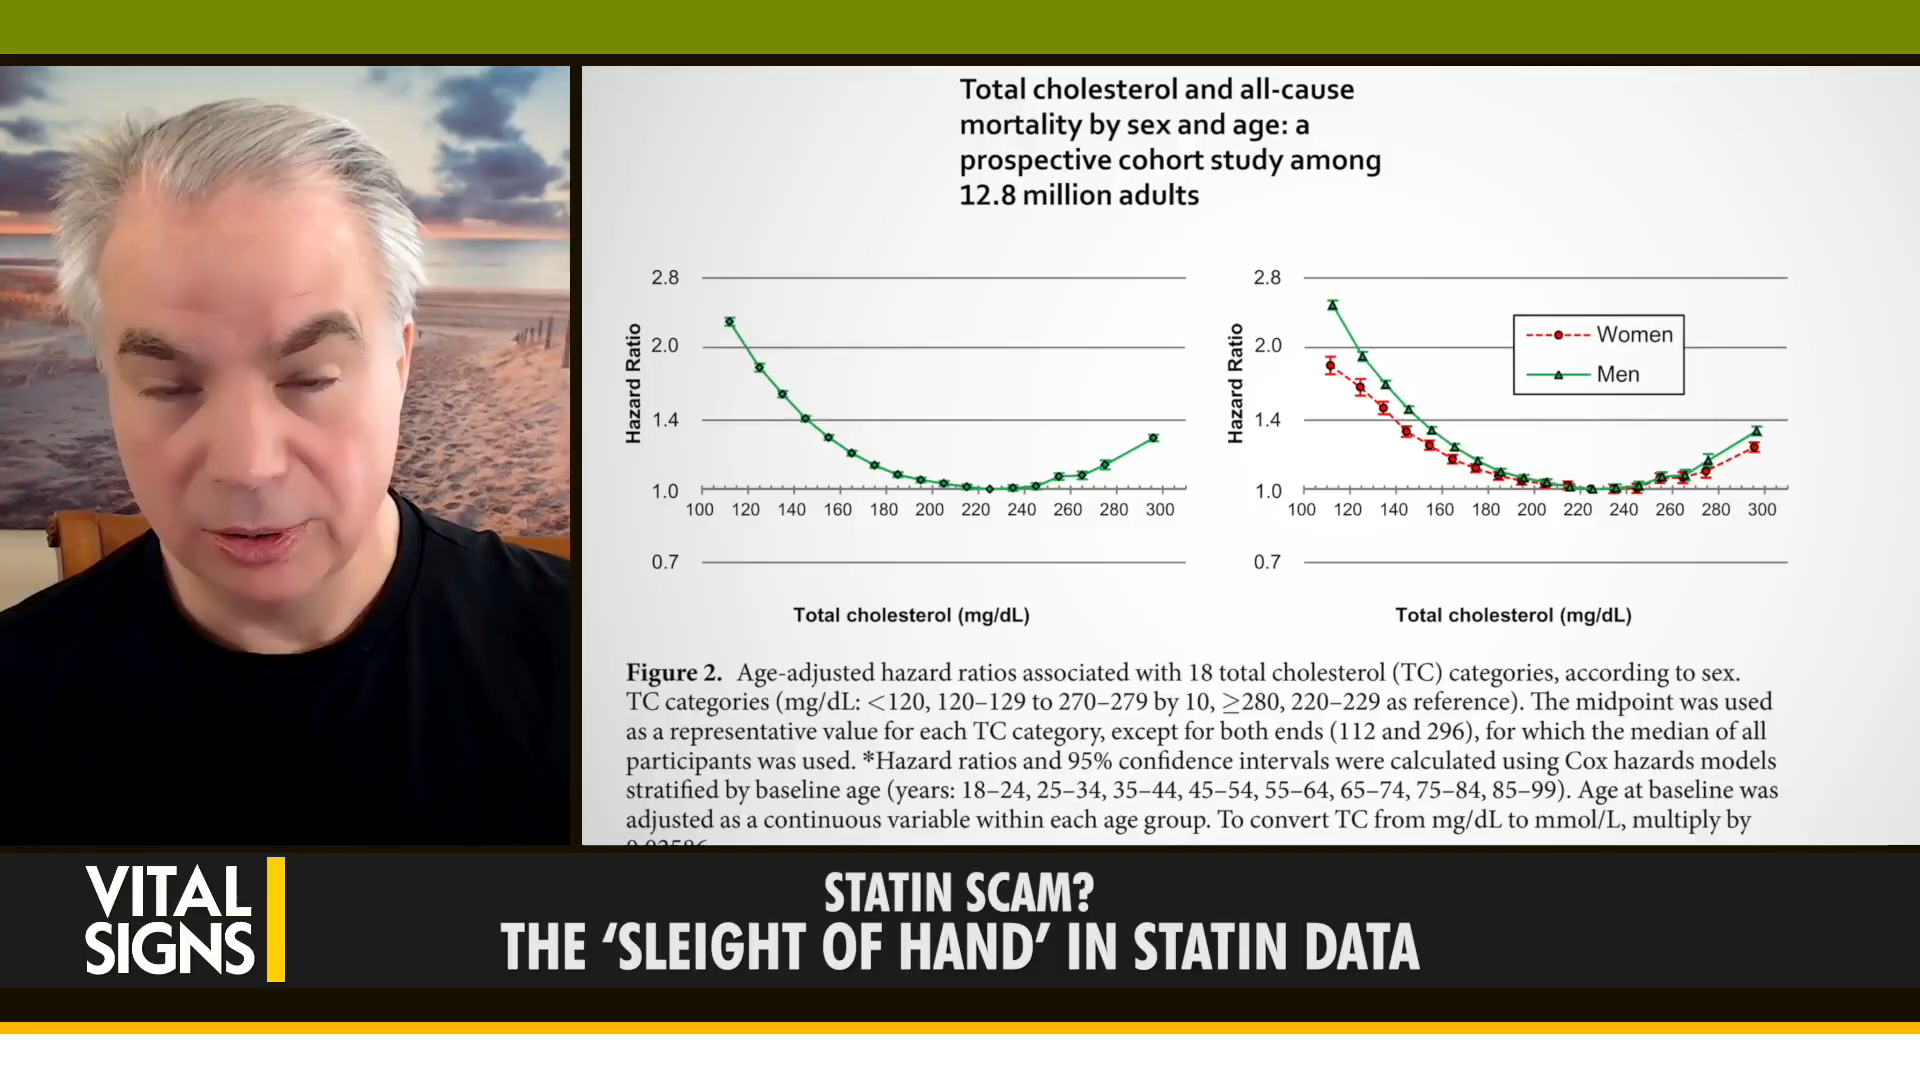 Total cholesterol and all-cause
mortality by sex and age: a
prospective cohort study among
12.8 million adults
2.8
2.0
1.4
1.0
0.7
Hazard Ratio
100 120 140 160 180 200 220 240 260 280 300
Total cholesterol (mg/dL)
2.8
2.0
1.4
1.0
0.7
Hazard Ratio
Women
Men
100 120 140 160 180 200 220 240 260 280 300
Total cholesterol (mg/dL)
Figure 2. Age-adjusted hazard ratios associated with 18 total cholesterol (TC) categories, according to sex.
TC categories (mg/dL: <120, 120–129 to 270–279 by 10, ≥280, 220–229 as reference). The midpoint was used
as a representative value for each TC category, except for both ends (112 and 296), for which the median of all
participants was used. *Hazard ratios and 95% confidence intervals were calculated using Cox hazards models
stratified by baseline age (years: 18–24, 25–34, 35–44, 45–54, 55–64, 65–74, 75–84, 85–99). Age at baseline was
adjusted as a continuous variable within each age group. To convert TC from mg/dL to mmol/L, multiply by
VITAL
SIGNS
STATIN SCAM?
THE ‘SLEIGHT OF HAND’ IN STATIN DATA